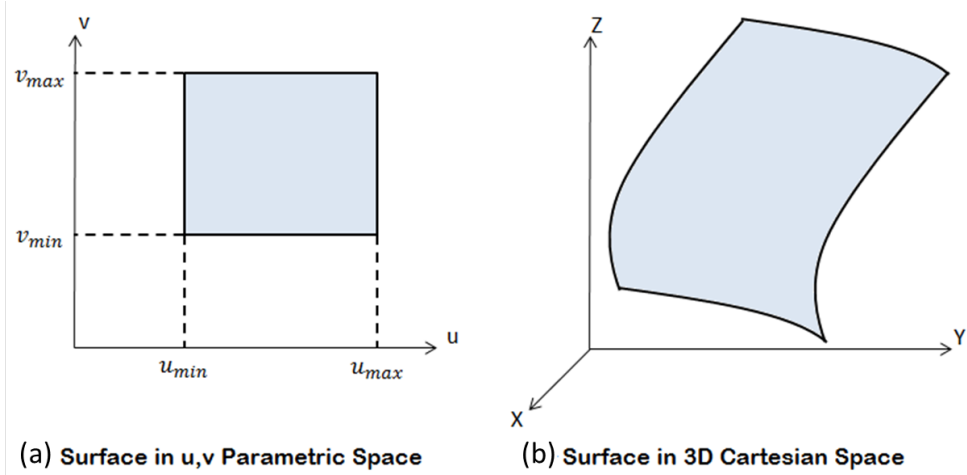 v
v_max
v_min
u
u_min
u_max
(a) Surface in u,v Parametric Space
Z
Y
X
(b) Surface in 3D Cartesian Space